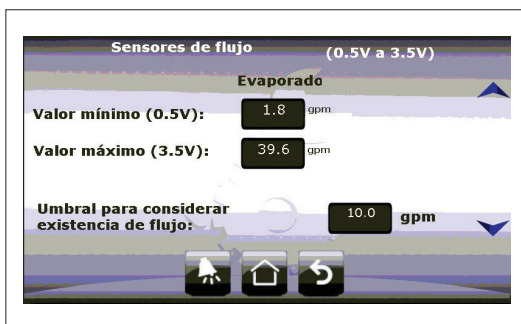 Sensores de flujo (0.5V a 3.5V)
Evaporado
Valor mínimo (0.5V): 1.8 gpm
Valor máximo (3.5V): 39.6 gpm
Umbral para considerar
existencia de flujo: 10.0 gpm